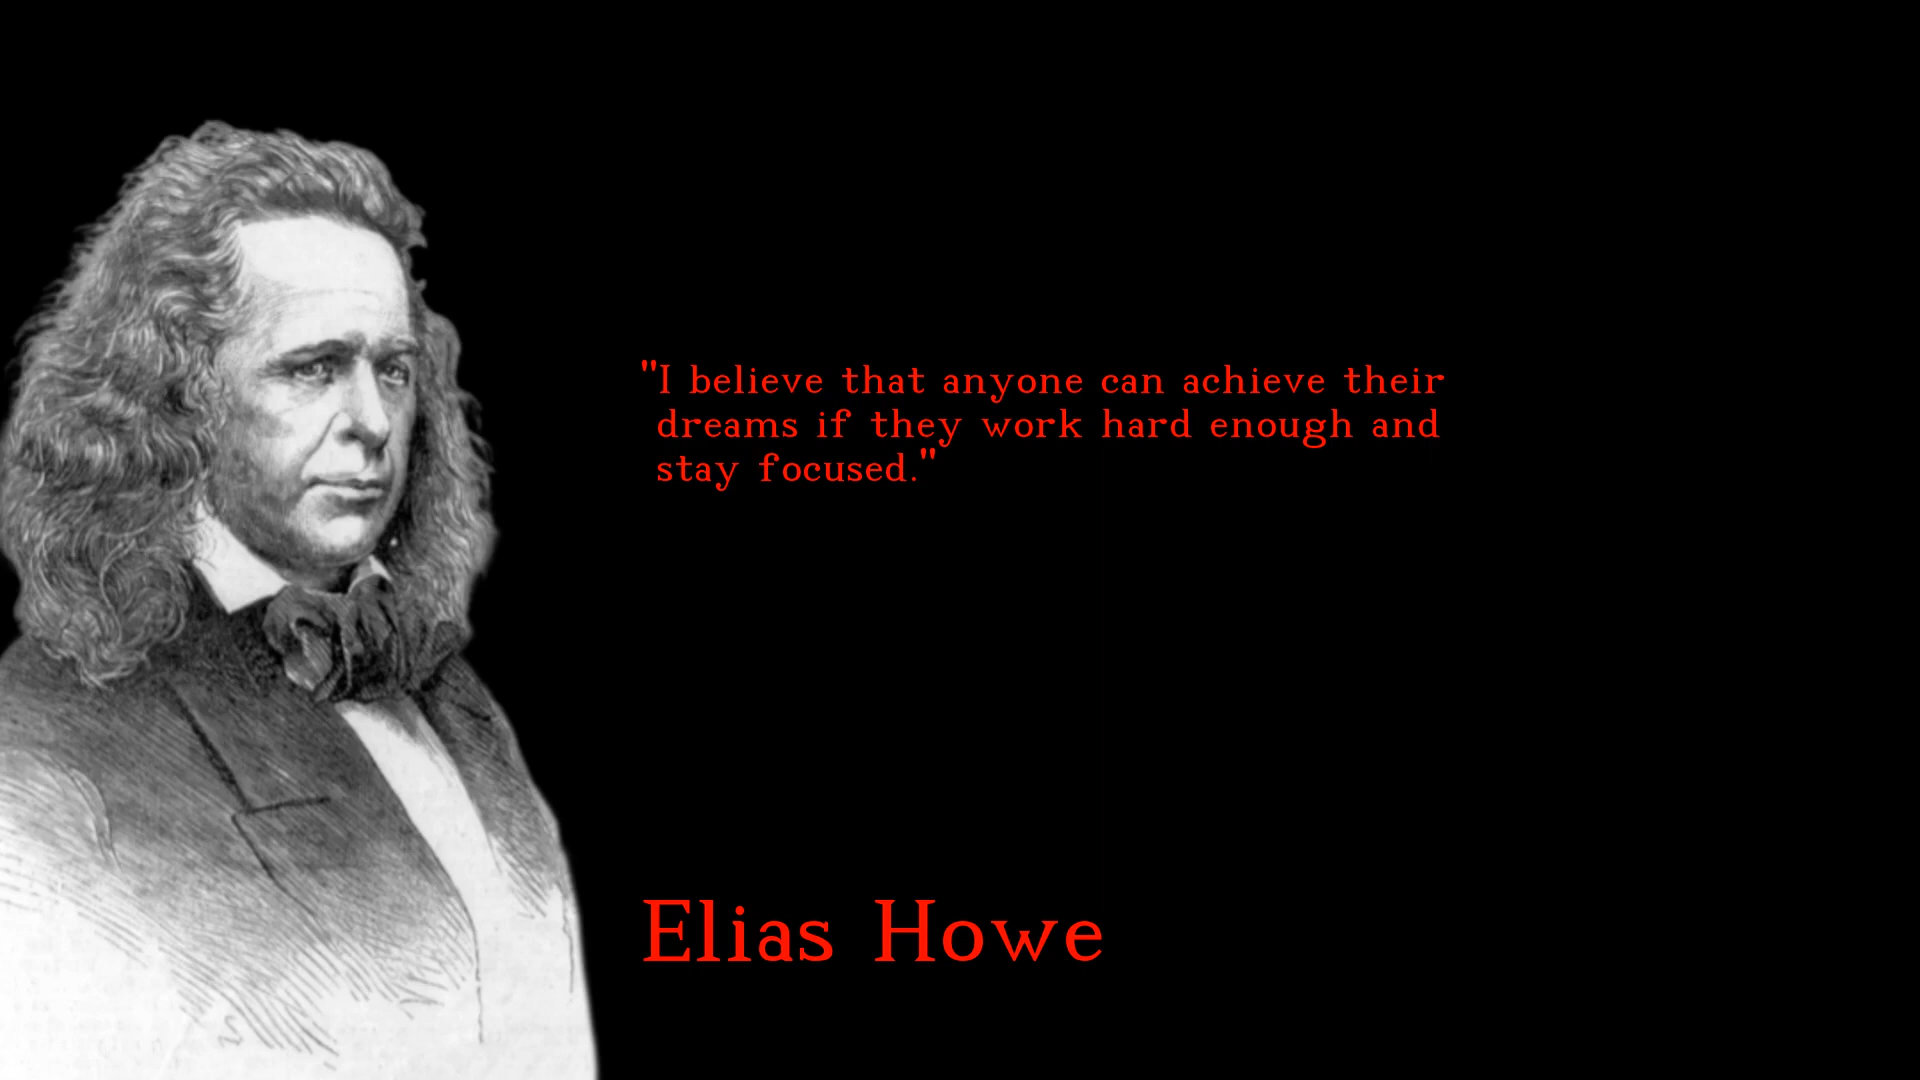 "I believe that anyone can achieve their
dreams if they work hard enough and
stay focused."
Elias Howe